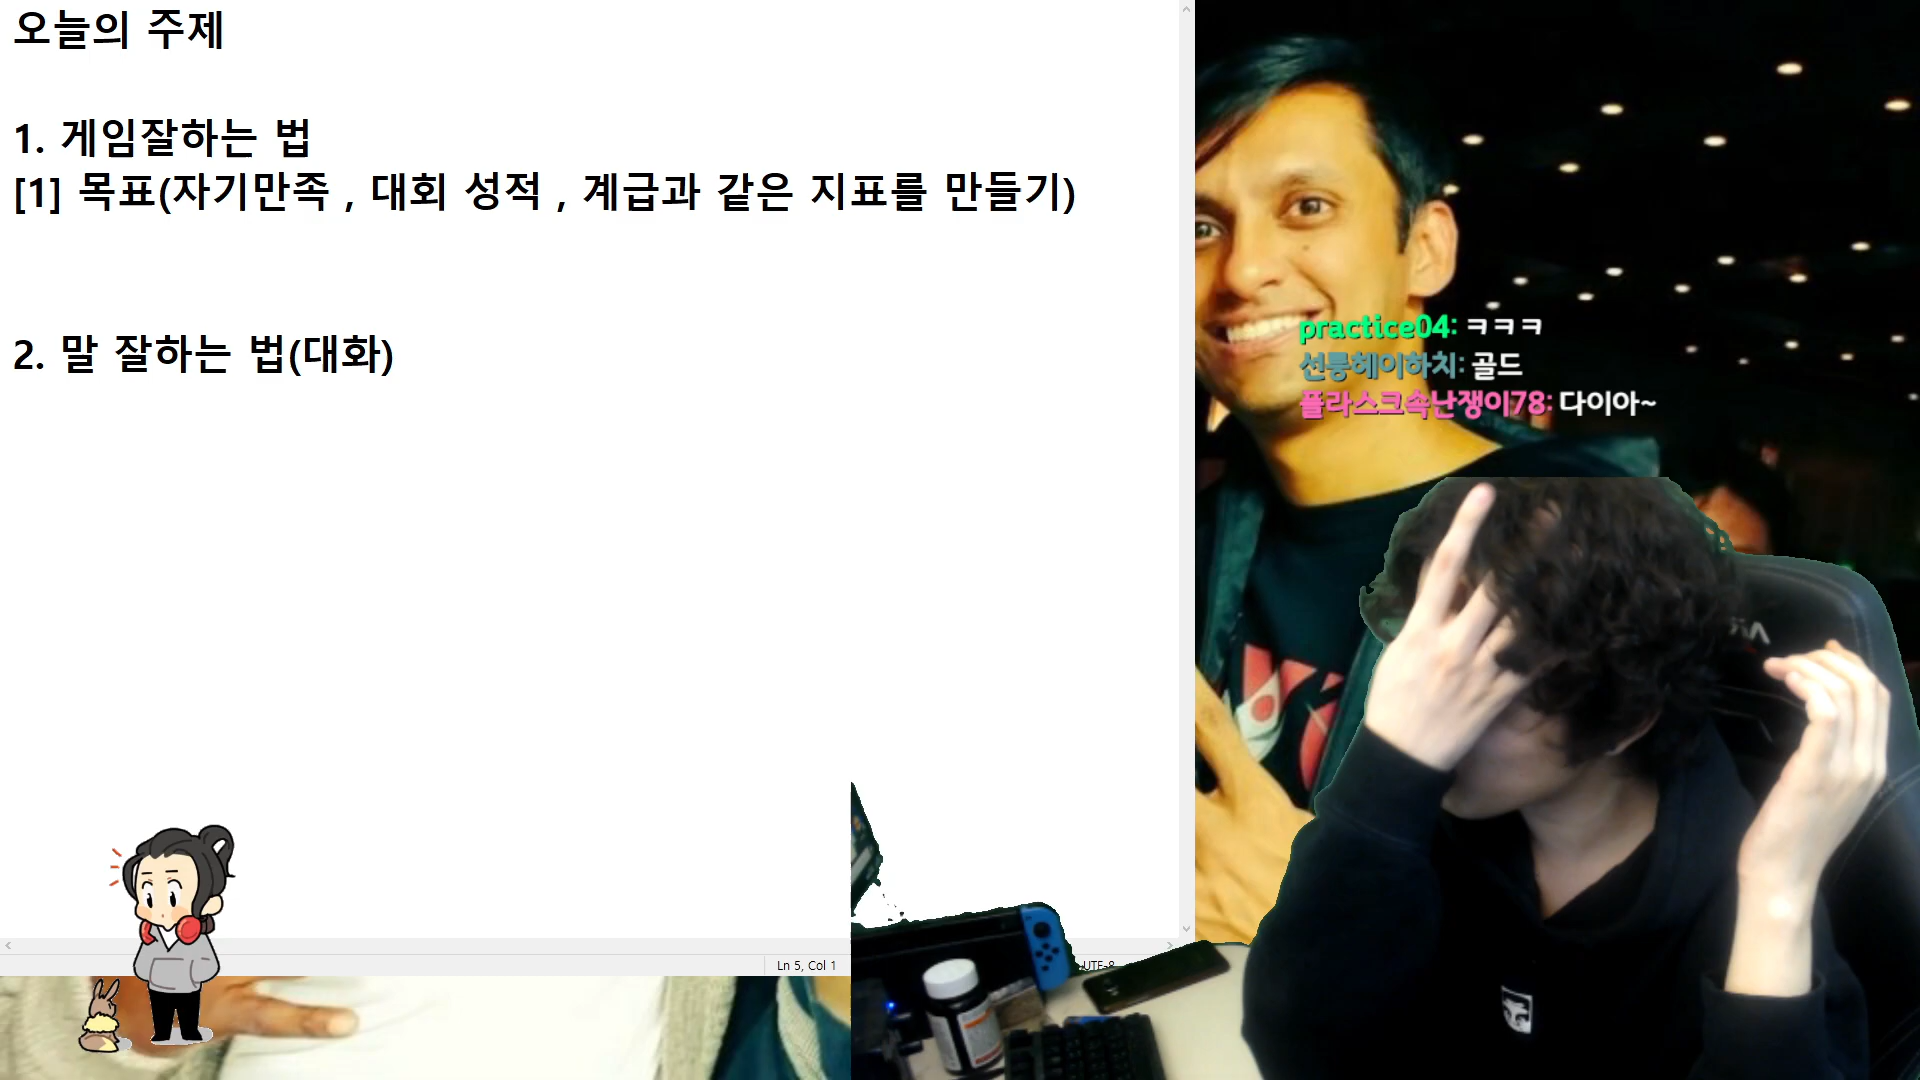 오늘의 주제
1. 게임잘하는 법
[1] 목표(자기만족 , 대회 성적 , 계급과 같은 지표를 만들기)
2. 말 잘하는 법(대화)
practice04: ㅋㅋㅋ
선릉헤이하치: 골드
플라스크속난쟁이78: 다이아~
Ln 5, Col 1
UTF-8